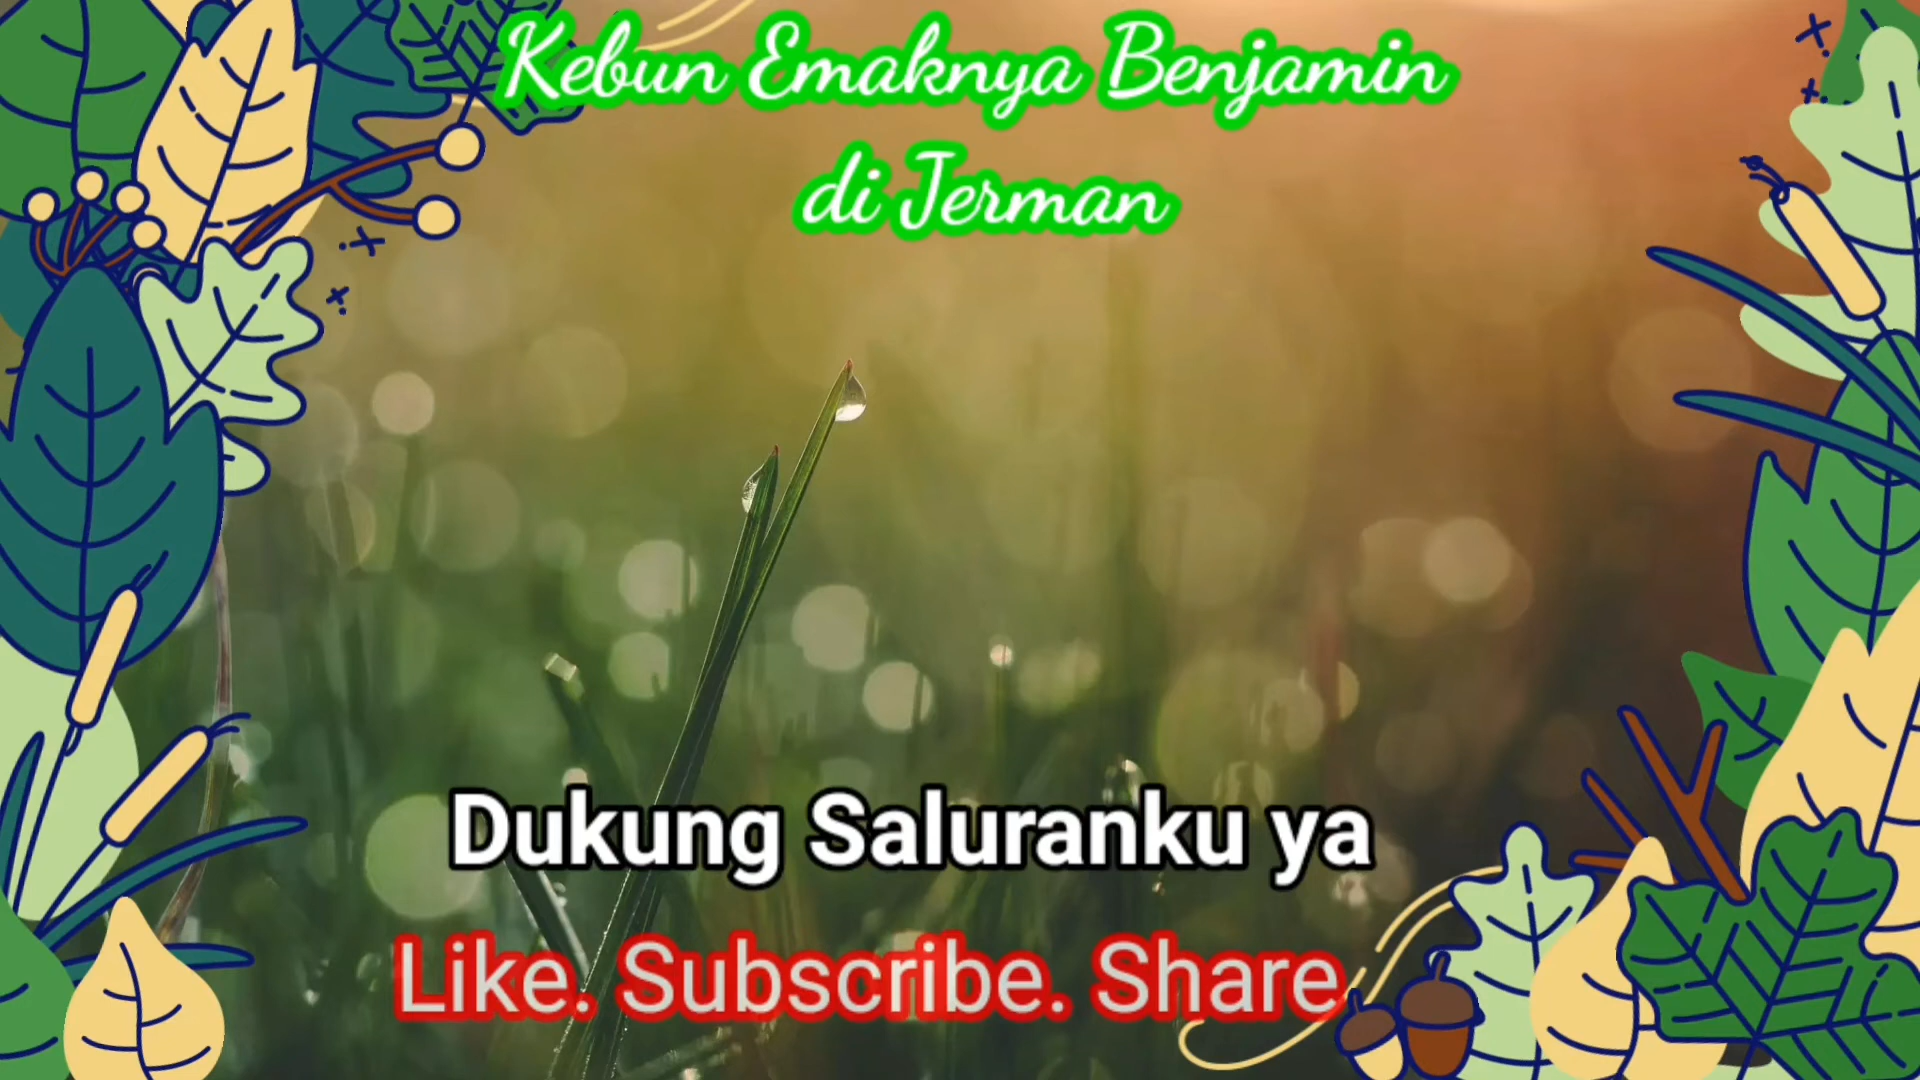 Kebun Emaknya Benjamin
di Jerman
Dukung Saluranku ya
Like. Subscribe. Share